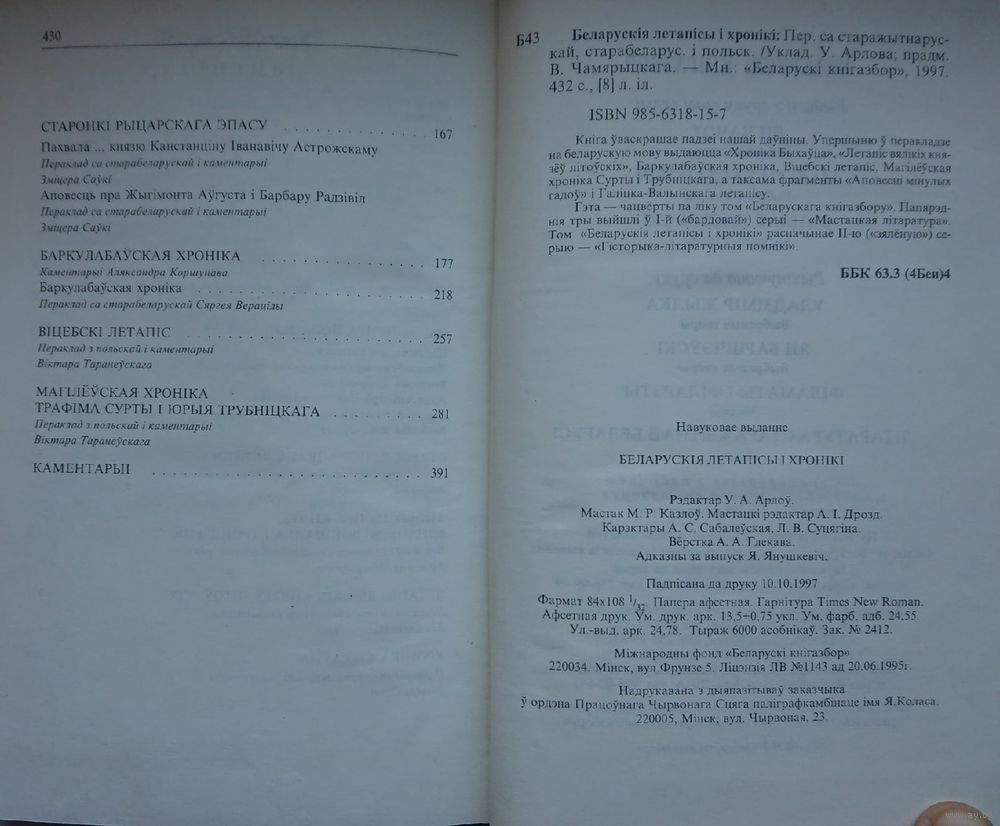 430
СТАРОНКІ РЫЦАРСКАГА ЭПАСУ . . . . . . . . . . . . . . . 167
Пахвала ... князю Канстанціну Іванавічу Астрожскаму
Пераклад са старабеларускай і каментарыі
Зміцера Саўкі
Аповесць пра Жыгімонта Аўгуста і Барбару Радзівіл
Пераклад са старабеларускай і каментарыі
Зміцера Саўкі
БАРКУЛАБАЎСКАЯ ХРОНІКА . . . . . . . . . . . . . . . 177
Каментарыі Аляксандра Коршунава
Баркулабаўская хроніка . . . . . . . . . . . . . . . 218
Пераклад са старабеларускай Сяргея Вераціўы
ВІЦЕБСКІ ЛЕТАПІС . . . . . . . . . . . . . . . 257
Пераклад з польскай і каментарыі
Віктара Таранеўскага
МАГІЛЁЎСКАЯ ХРОНІКА
ТРАФІМА СУРТЫ І ЮРЫЯ ТРУБНІЦКАГА . . . . . . . . . 281
Пераклад з польскай і каментарыі
Віктара Таранеўскага
КАМЕНТАРЫІ . . . . . . . . . . . . . . . 391
Б43 Беларускія летапісы і хронікі: Пер. са старажытнарус-
кай, старабеларус. і польск. /Уклад. У. Арлова; прадм.
В. Чамярыцкага. — Мн.: «Беларускі кнігазбор», 1997.
432 с., [8] л. іл.
ISBN 985-6318-15-7
Кніга ўваскрашае падзеі нашай даўніны. Упершыню ў перакладзе
на беларускую мову выдаюцца «Хроніка Быхаўца», «Летапіс вялікіх кня-
зёў літоўскіх», Баркулабаўская хроніка, Віцебскі летапіс, Магілёўская
хроніка Сурты і Трубніцкага, а таксама фрагменты «Аповесці мінулых
гадоў» і Галіцка-Валынскага летапісу.
Гэта — чацвёрты па ліку том «Беларускага кнігазбору». Папярэд-
нія тры выйшлі ў І-й («бардовай») серыі — «Мастацкая літаратура».
Том «Беларускія летапісы і хронікі» распачынае ІІ-ю («зялёную») се-
рыю — «Гісторыка-літаратурныя помнікі».
ББК 63.3 (4Беи)4
Навуковае выданне
БЕЛАРУСКІЯ ЛЕТАПІСЫ І ХРОНІКІ
Рэдактар У. А. Арлоў.
Мастак М. Р. Казлоў. Мастацкі рэдактар Л. І. Дрозд.
Карэктары А. С. Сабалеўская, Л. В. Суцягіна.
Вёрстка А. А. Глекава.
Адказны за выпуск Я. Янушкевіч.
Падпісана да друку 10.10.1997
Фармат 84х108 1/32. Папера афсетная. Гарнітура Times New Roman.
Афсетная друк. Ум. друк. арк. 13,5+0,75 укл. Ум. фарб. адб. 24,55.
Ул.-выд. арк. 24,78. Тыраж 6000 асобнікаў. Зак. № 2412.
Міжнародны фонд «Беларускі кнігазбор»
220034. Мінск, вул.Фрунзе 5. Ліцэнзія ЛВ №1143 ад 20.06.1995г.
Надрукавана з дыяпазітываў заказчыка
ў ордэна Працоўнага Чырвонага Сцяга паліграфкамбінаце імя Я.Коласа.
220005, Мінск, вул. Чырвоная, 23.